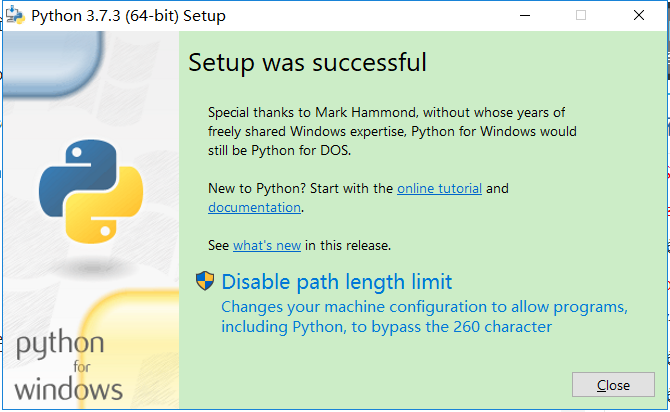 Python 3.7.3 (64-bit) Setup
Setup was successful
Special thanks to Mark Hammond, without whose years of
freely shared Windows expertise, Python for Windows would
still be Python for DOS.
New to Python? Start with the online tutorial and
documentation.
See what's new in this release.
Disable path length limit
Changes your machine configuration to allow programs,
including Python, to bypass the 260 character
python
for
windows
Close